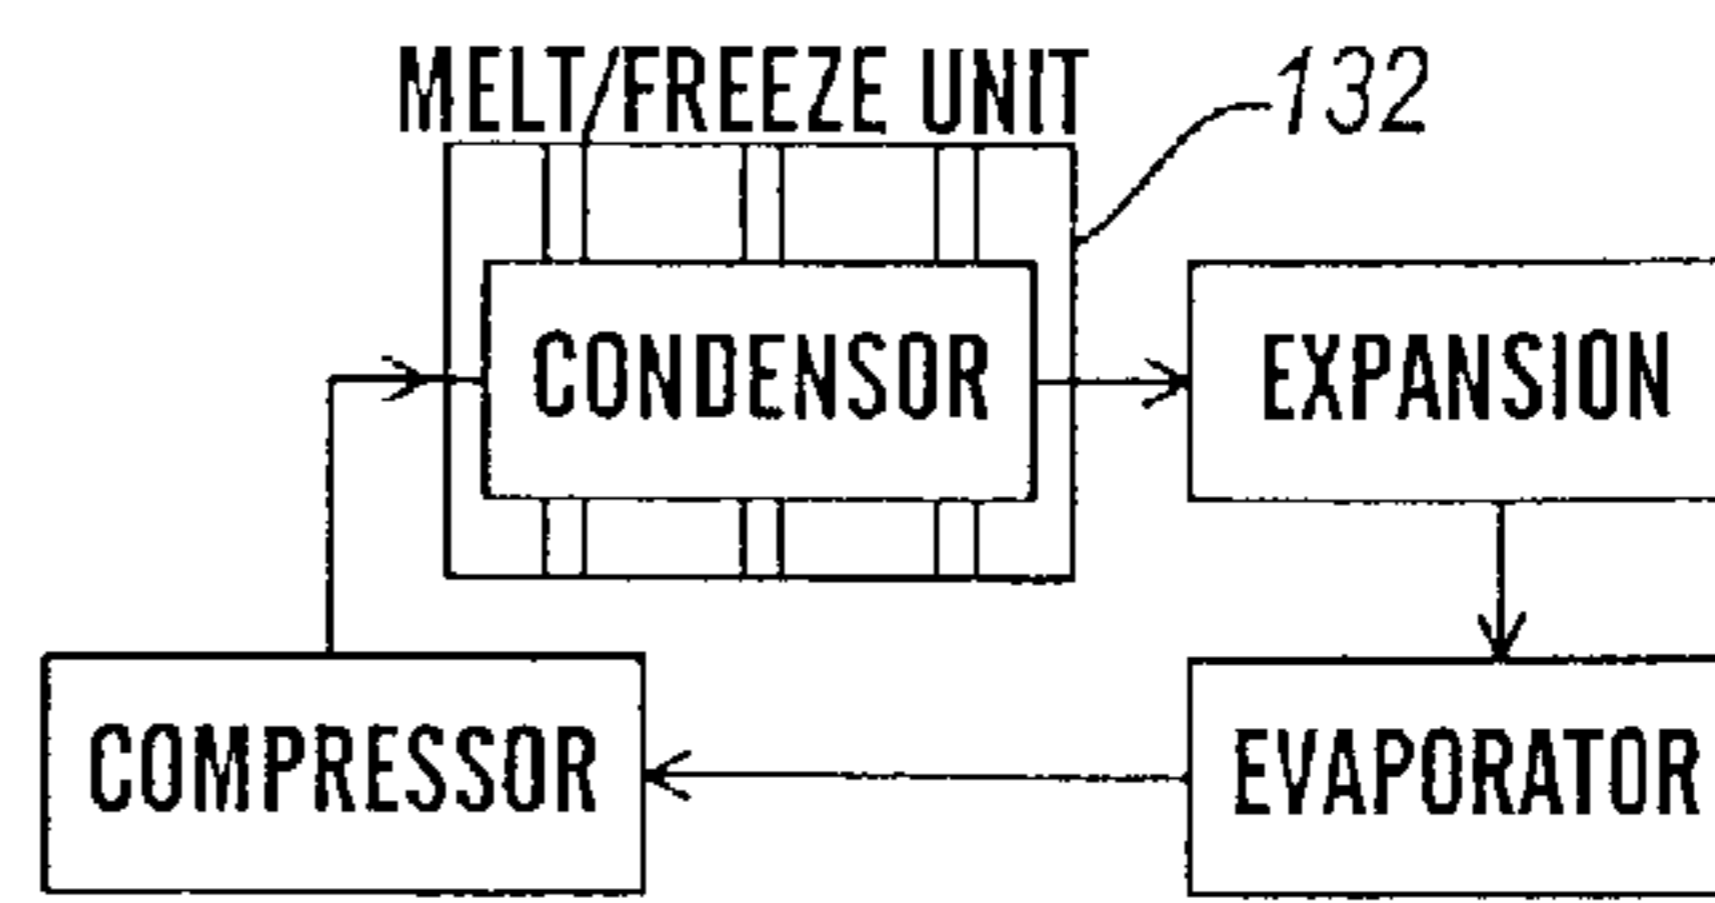 MELT/FREEZE UNIT
132
CONDENSOR
EXPANSION
COMPRESSOR
EVAPORATOR